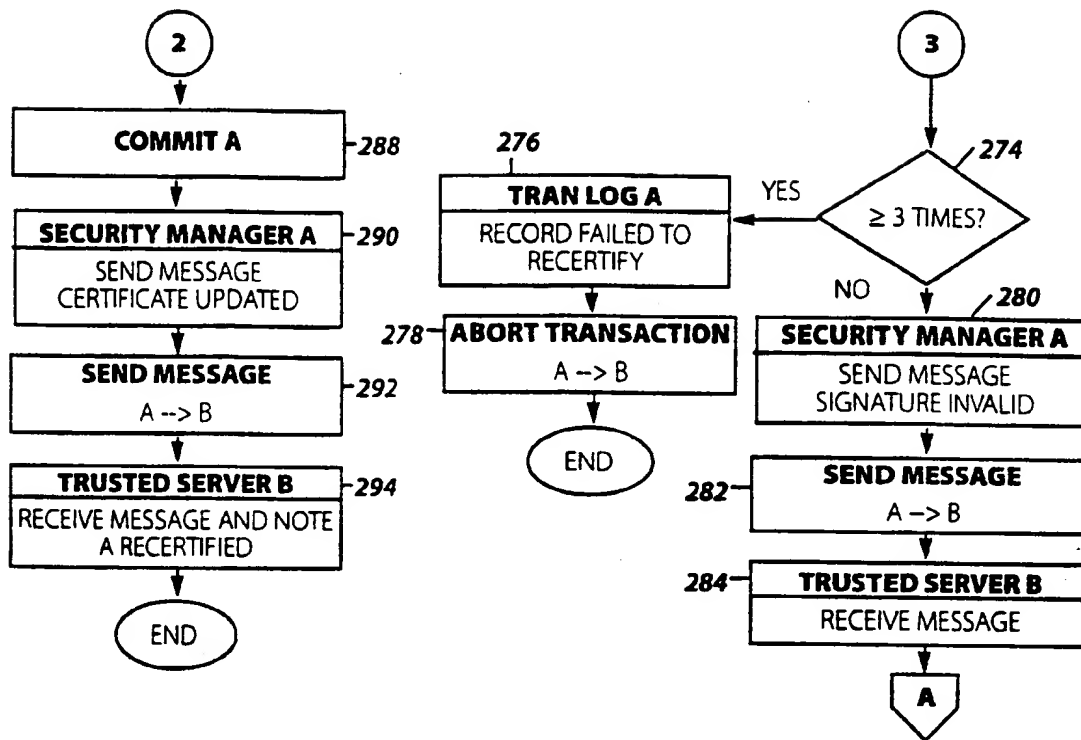 2
COMMIT A
288
SECURITY MANAGER A
290
SEND MESSAGE
CERTIFICATE UPDATED
SEND MESSAGE
292
A --> B
TRUSTED SERVER B
294
RECEIVE MESSAGE AND NOTE
A RECERTIFIED
END
276
TRAN LOG A
RECORD FAILED TO
RECERTIFY
278
ABORT TRANSACTION
A --> B
END
3
274
YES
≥ 3 TIMES?
NO
280
SECURITY MANAGER A
SEND MESSAGE
SIGNATURE INVALID
SEND MESSAGE
282
A --> B
284
TRUSTED SERVER B
RECEIVE MESSAGE
A